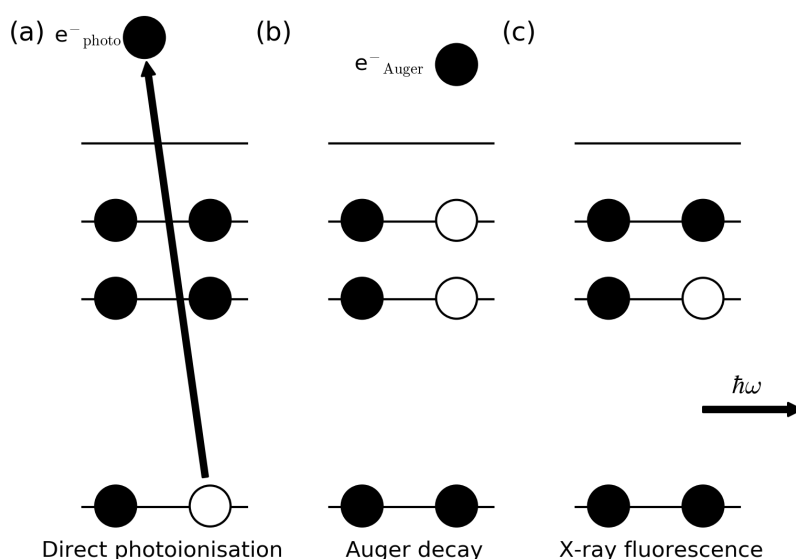 (a) e⁻ photo
(b) e⁻ Auger
(c)
ħω
Direct photoionisation
Auger decay
X-ray fluorescence